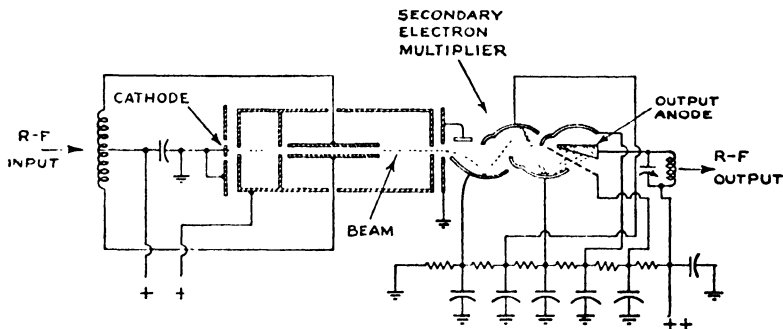 SECONDARY
ELECTRON
MULTIPLIER
CATHODE
OUTPUT
ANODE
R-F
INPUT
R-F
OUTPUT
BEAM
+ +
++